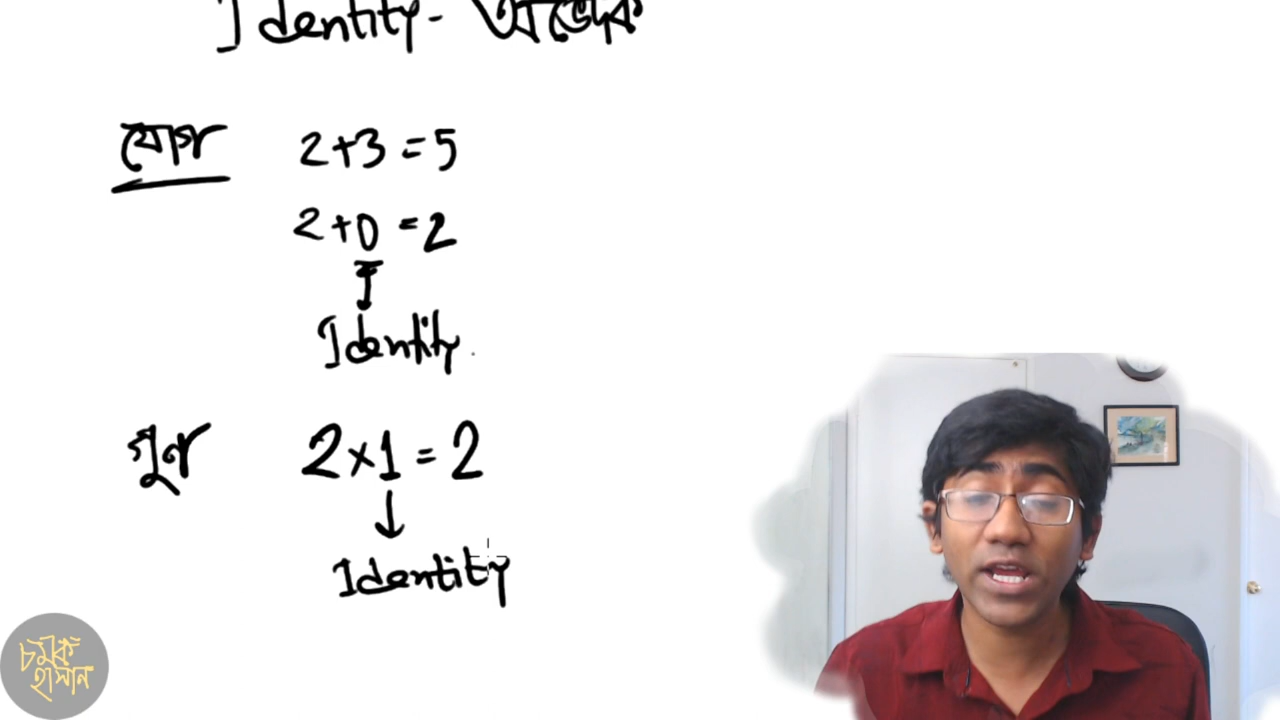 Identity - অভেদক
যোগ 2+3 = 5
2+0 = 2
Identity
গুণ 2×1 = 2
Identity
চমক
হাসান